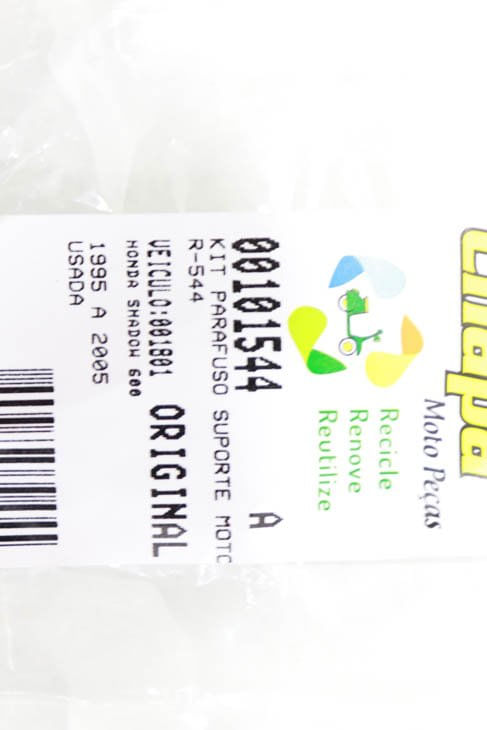 Chapa
Moto Peças
Recicle
Renove
Reutilize
00101544 A
KIT PARAFUSO SUPORTE MOTO
R-544
VEICULO:001801 ORIGINAL
HONDA SHADOW 600
1995 A 2005
USADA